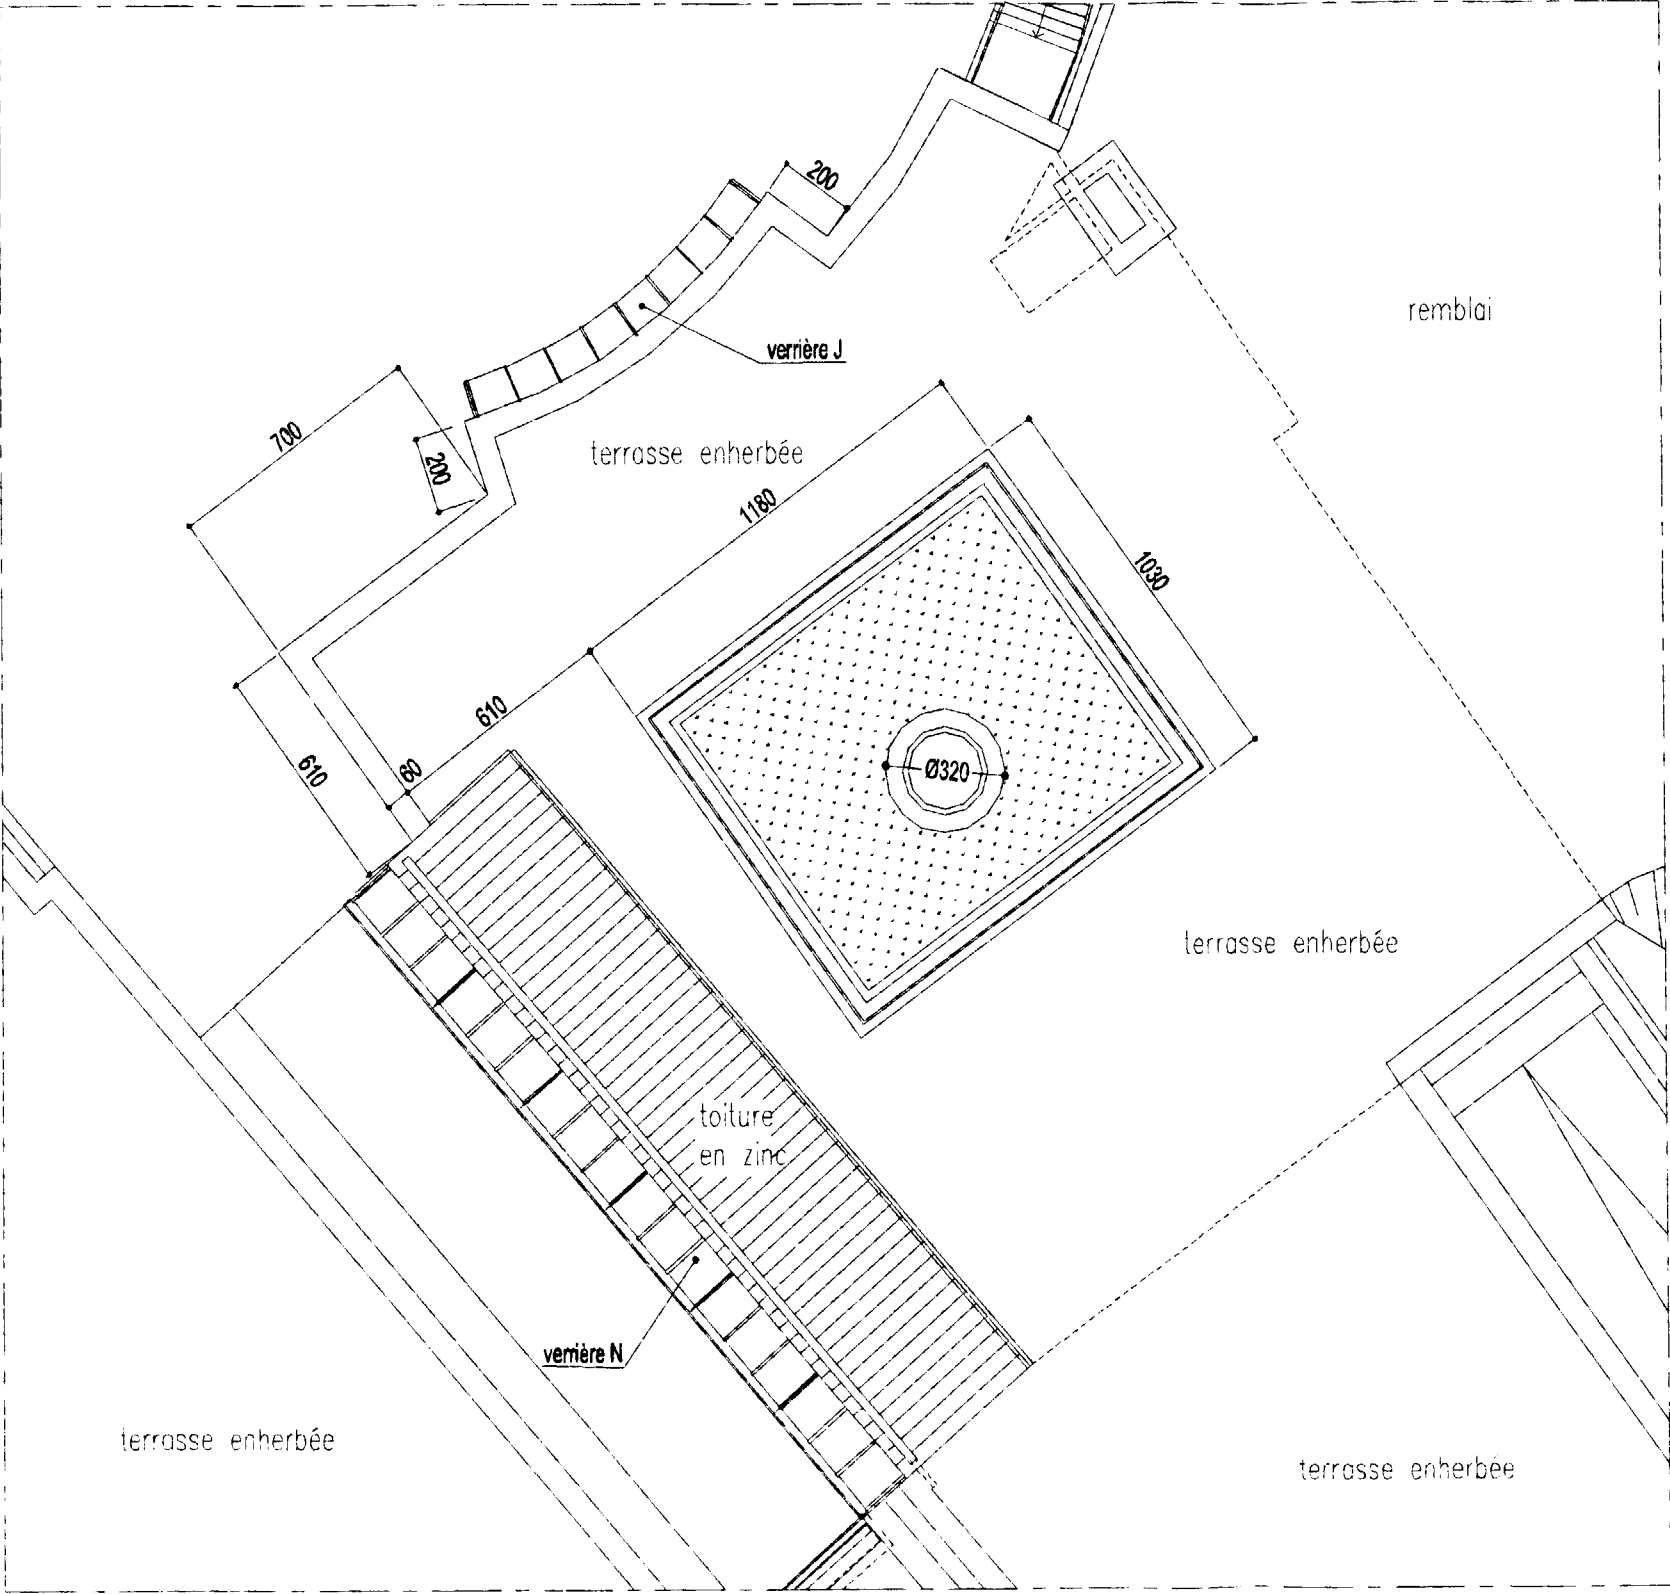 200
remblai
verrière J
700
200
terrasse enherbée
1180
1030
610
610
60
Ø320
terrasse enherbée
toiture
en zinc
verrière N
terrasse enherbée
terrasse enherbée